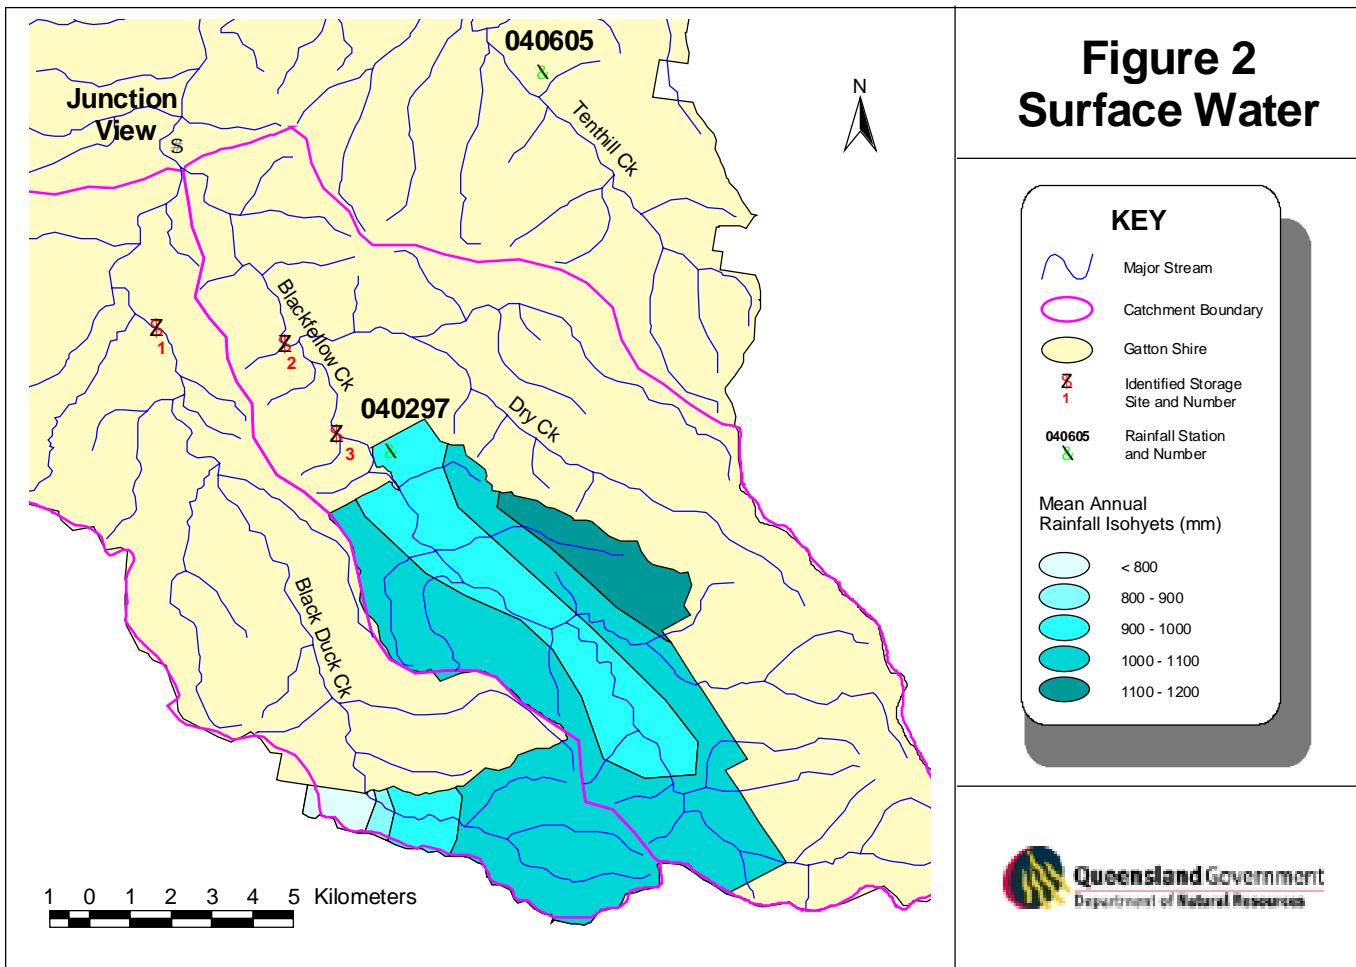 Figure 2
Surface Water
040605
Junction
View
N
Tenthill Ck
Blackfellow Ck
1
2
3
040297
Dry Ck
Black Duck Ck
1 0 1 2 3 4 5 Kilometers
KEY
Major Stream
Catchment Boundary
Gatton Shire
1
Identified Storage
Site and Number
040605
Rainfall Station
and Number
Mean Annual
Rainfall Isohyets (mm)
< 800
800 - 900
900 - 1000
1000 - 1100
1100 - 1200
Queensland Government
Department of Natural Resources